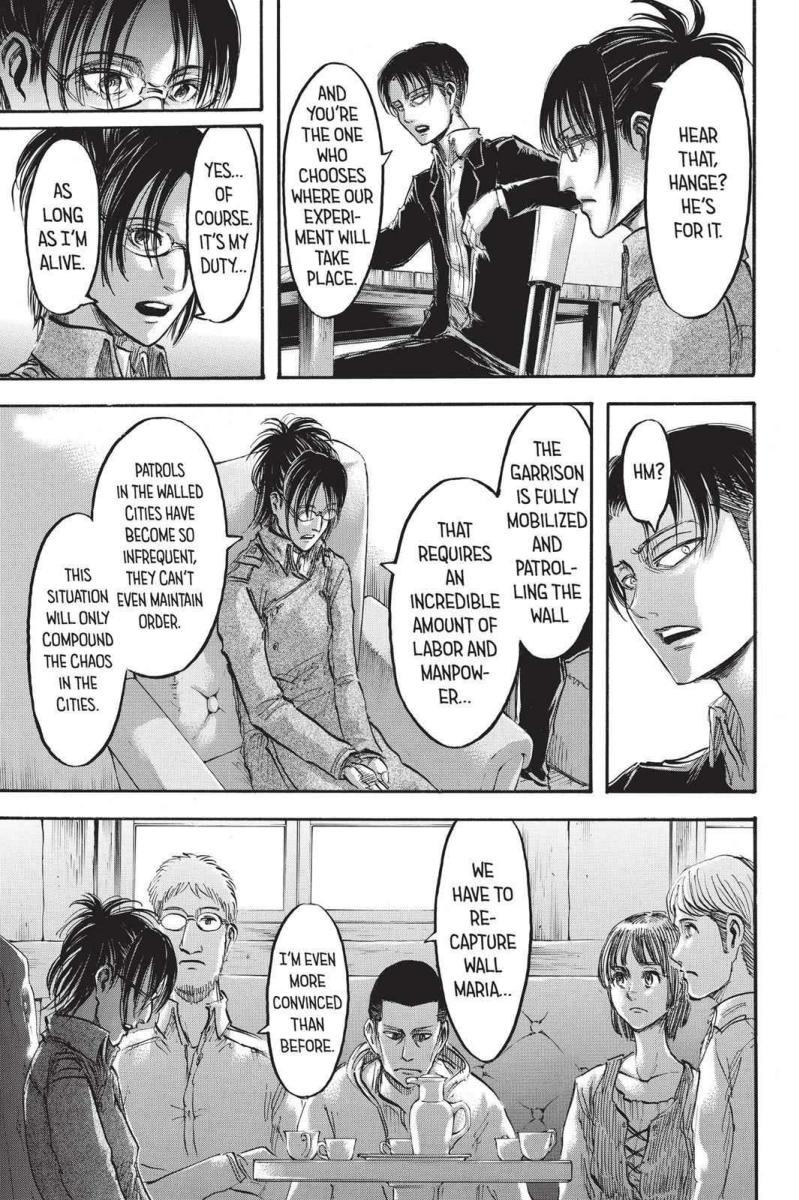 HEAR
THAT,
HANGE?
HE'S
FOR IT.
AND
YOU'RE
THE ONE
WHO
CHOOSES
WHERE OUR
EXPERI-
MENT WILL
TAKE
PLACE.
YES...
OF
COURSE.
IT'S MY
DUTY...
AS
LONG
AS I'M
ALIVE.
HM?
THE
GARRISON
IS FULLY
MOBILIZED
AND
PATROL-
LING THE
WALL
THAT
REQUIRES
AN
INCREDIBLE
AMOUNT OF
LABOR AND
MANPOW-
ER...
PATROLS
IN THE WALLED
CITIES HAVE
BECOME SO
INFREQUENT,
THEY CAN'T
EVEN MAINTAIN
ORDER.
THIS
SITUATION
WILL ONLY
COMPOUND
THE CHAOS
IN THE
CITIES.
WE
HAVE TO
RE-
CAPTURE
WALL
MARIA...
I'M EVEN
MORE
CONVINCED
THAN
BEFORE.